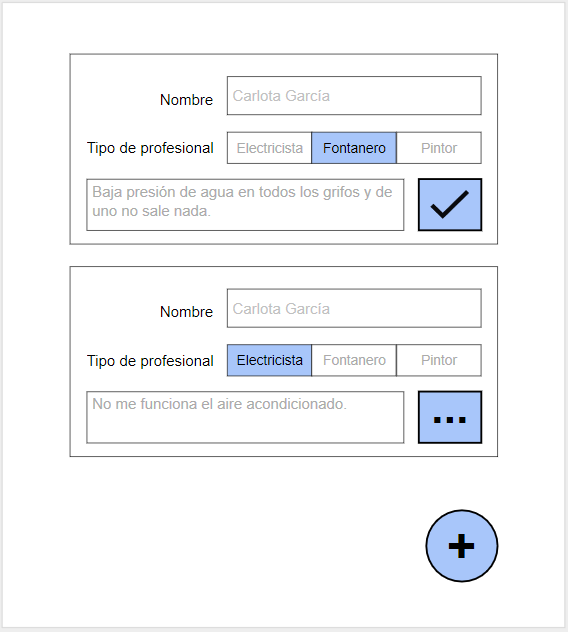 Nombre Carlota García
Tipo de profesional Electricista Fontanero Pintor
Baja presión de agua en todos los grifos y de
uno no sale nada.
Nombre Carlota García
Tipo de profesional Electricista Fontanero Pintor
No me funciona el aire acondicionado.
...
+